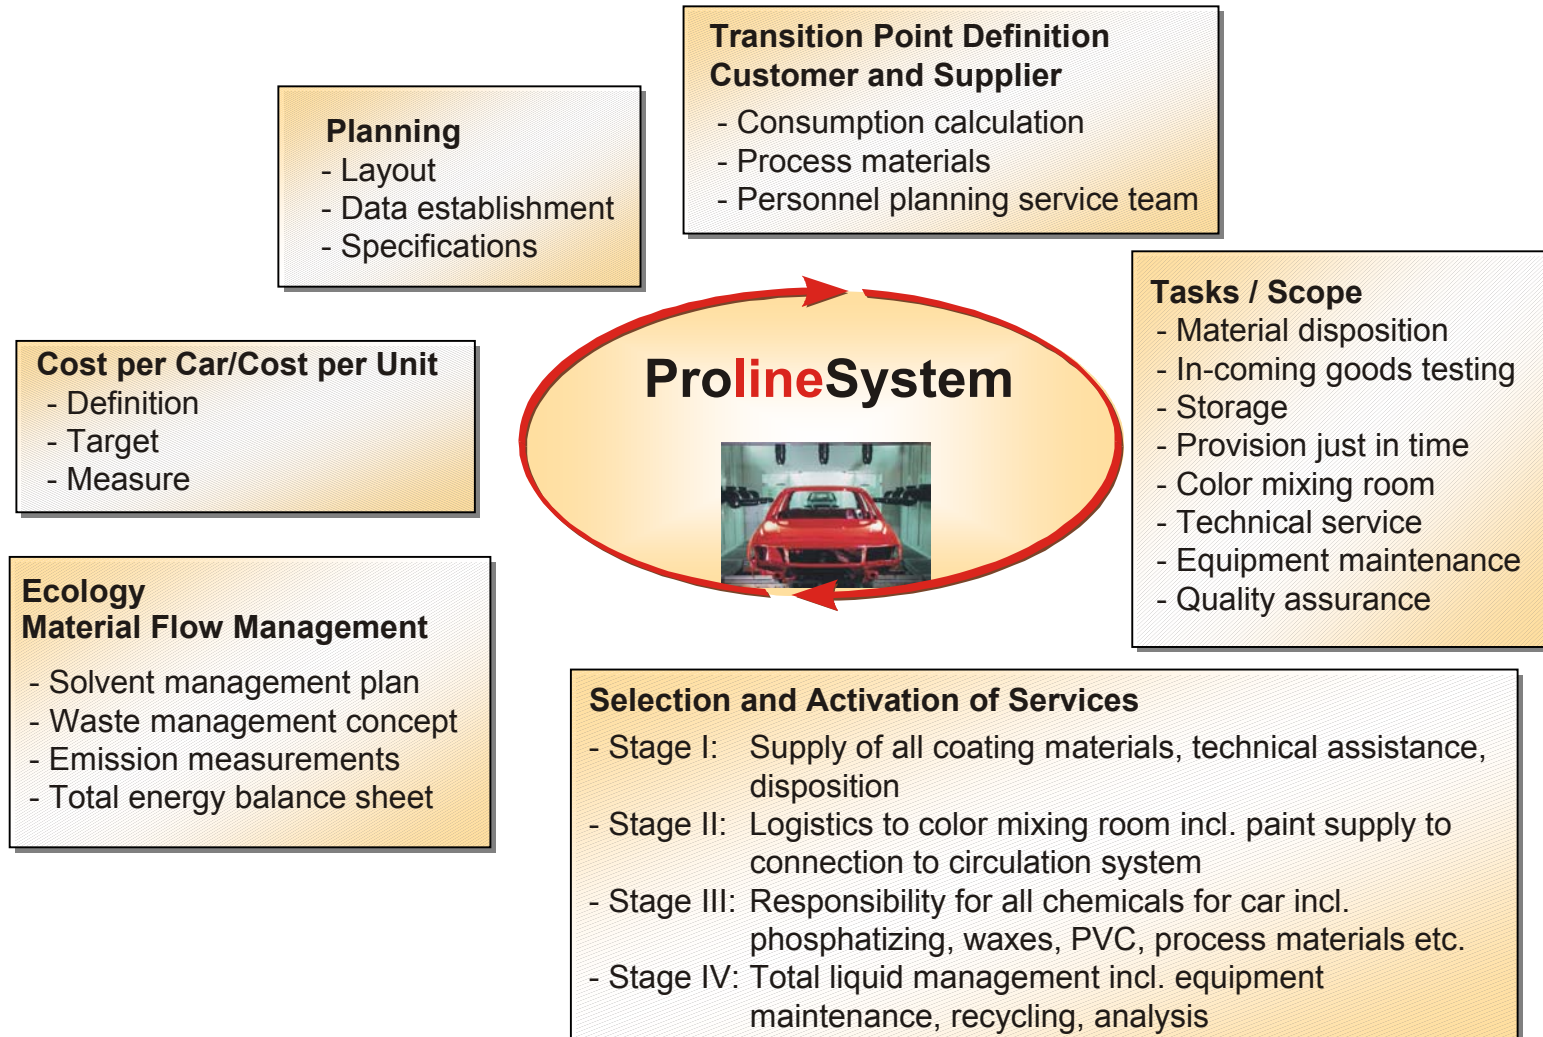 Transition Point Definition
Customer and Supplier
- Consumption calculation
- Process materials
- Personnel planning service team
Planning
- Layout
- Data establishment
- Specifications
Tasks / Scope
- Material disposition
- In-coming goods testing
- Storage
- Provision just in time
- Color mixing room
- Technical service
- Equipment maintenance
- Quality assurance
Cost per Car/Cost per Unit
- Definition
- Target
- Measure
ProlineSystem
Ecology
Material Flow Management
- Solvent management plan
- Waste management concept
- Emission measurements
- Total energy balance sheet
Selection and Activation of Services
- Stage I: Supply of all coating materials, technical assistance,
disposition
- Stage II: Logistics to color mixing room incl. paint supply to
connection to circulation system
- Stage III: Responsibility for all chemicals for car incl.
phosphatizing, waxes, PVC, process materials etc.
- Stage IV: Total liquid management incl. equipment
maintenance, recycling, analysis